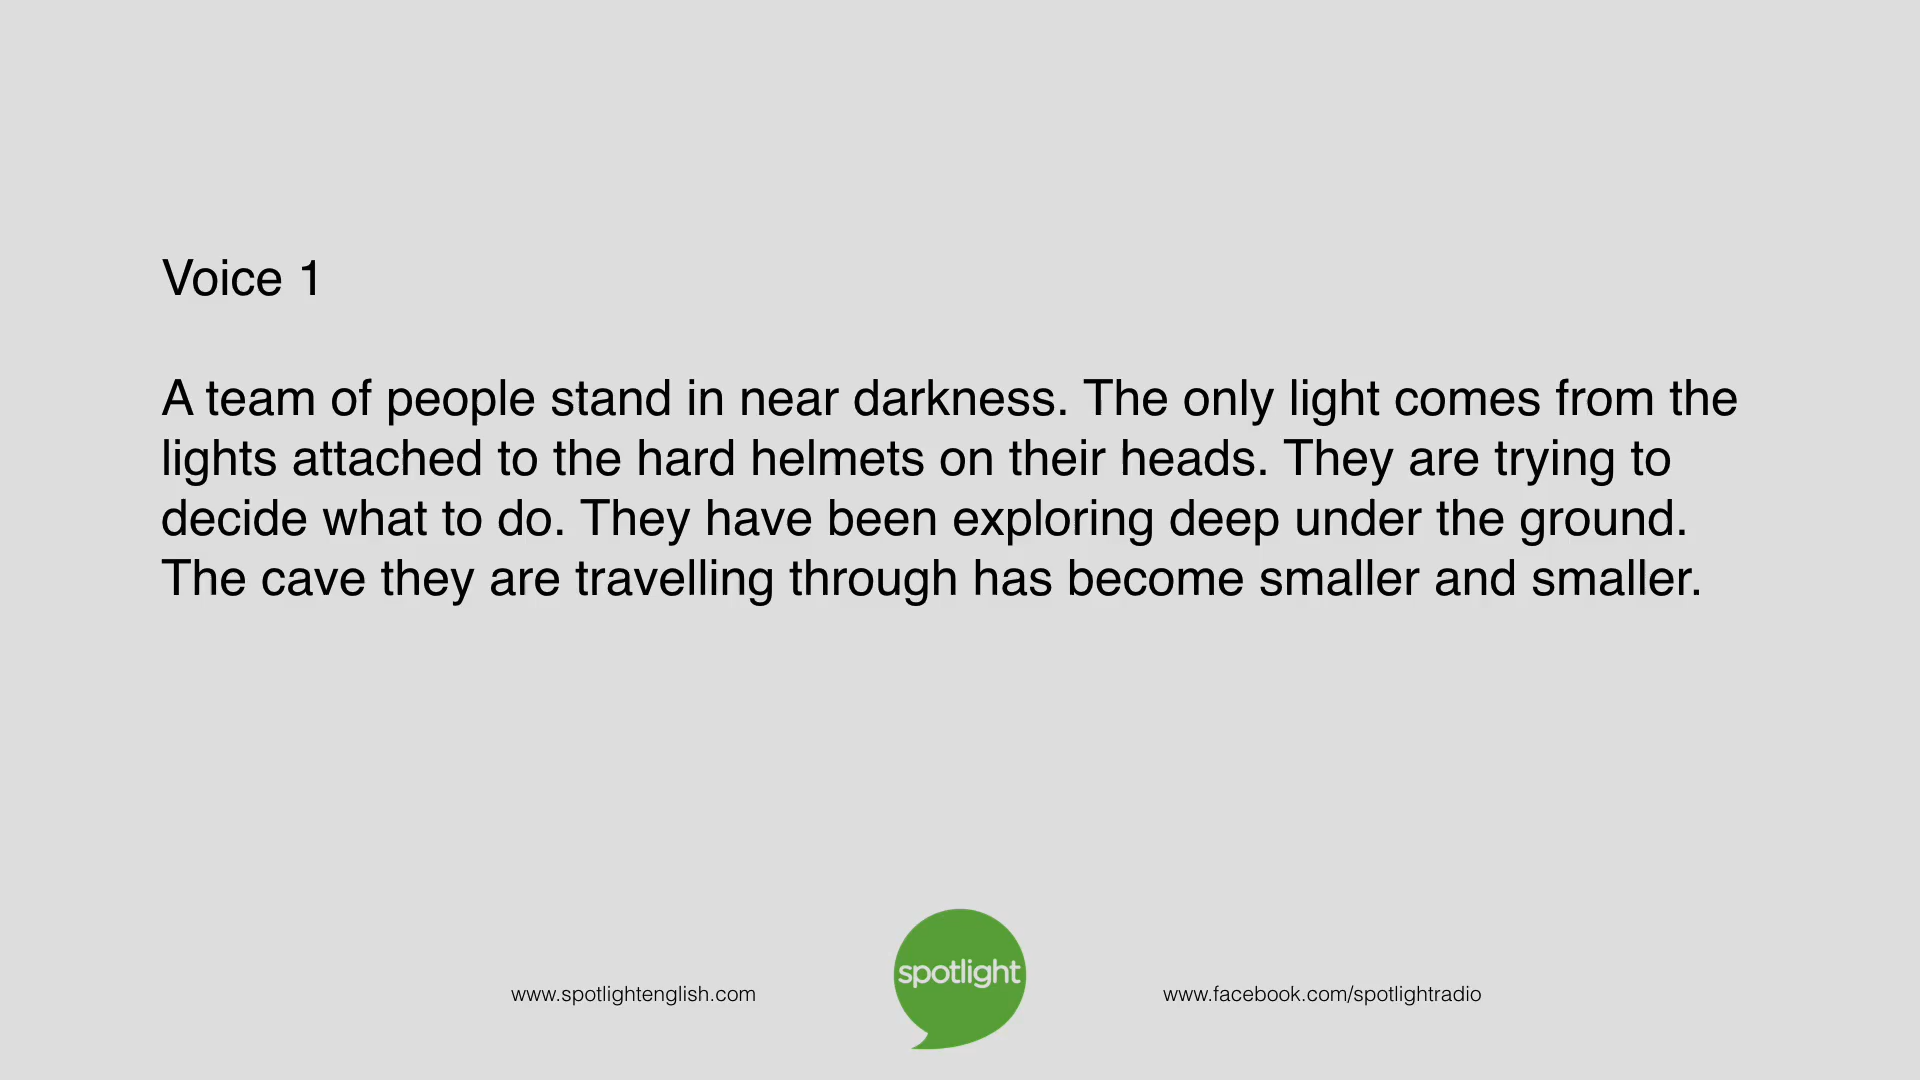 Voice 1
A team of people stand in near darkness. The only light comes from the
lights attached to the hard helmets on their heads. They are trying to
decide what to do. They have been exploring deep under the ground.
The cave they are travelling through has become smaller and smaller.
spotlight
www.spotlightenglish.com
www.facebook.com/spotlightradio